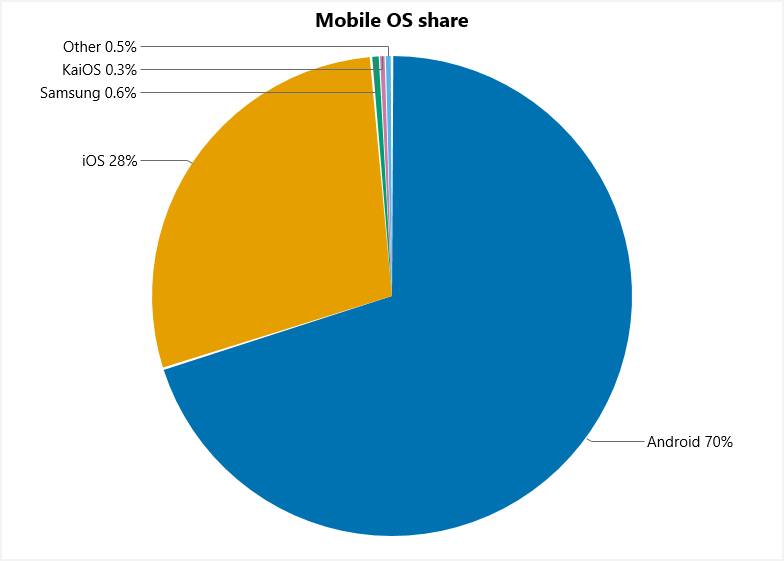 Mobile OS share
Other 0.5%
KaiOS 0.3%
Samsung 0.6%
iOS 28%
Android 70%